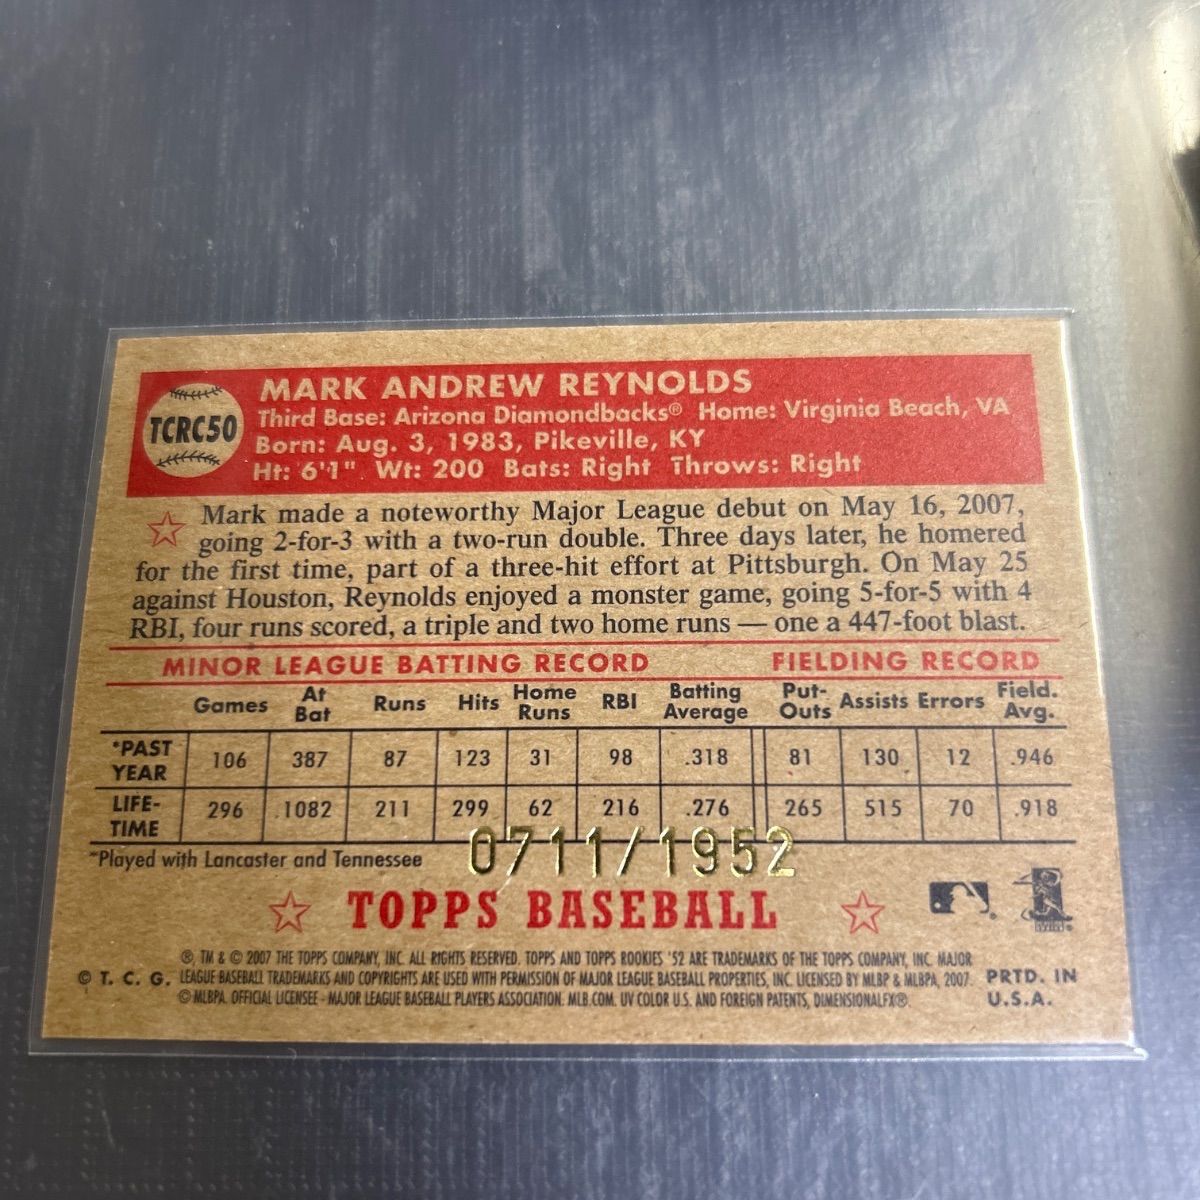 TCRC50
MARK ANDREW REYNOLDS
Third Base: Arizona Diamondbacks® Home: Virginia Beach, VA
Born: Aug. 3, 1983, Pikeville, KY
Ht: 6'1" Wt: 200 Bats: Right Throws: Right
Mark made a noteworthy Major League debut on May 16, 2007,
going 2-for-3 with a two-run double. Three days later, he homered
for the first time, part of a three-hit effort at Pittsburgh. On May 25
against Houston, Reynolds enjoyed a monster game, going 5-for-5 with 4
RBI, four runs scored, a triple and two home runs — one a 447-foot blast.
MINOR LEAGUE BATTING RECORD FIELDING RECORD
Games At Bat Runs Hits Home Runs RBI Batting Average Put-Outs Assists Errors Field. Avg.
*PAST YEAR 106 387 87 123 31 98 .318 81 130 12 .946
LIFE-TIME 296 1082 211 299 62 216 .276 265 515 70 .918
*Played with Lancaster and Tennessee
0711/1952
TOPPS BASEBALL
®, TM & © 2007 THE TOPPS COMPANY, INC. ALL RIGHTS RESERVED. TOPPS AND TOPPS ROOKIES '52 ARE TRADEMARKS OF THE TOPPS COMPANY, INC. MAJOR
© T. C. G. LEAGUE BASEBALL TRADEMARKS AND COPYRIGHTS ARE USED WITH PERMISSION OF MAJOR LEAGUE BASEBALL PROPERTIES, INC. LICENSED BY MLBP & MLBPA, 2007. PRTD. IN
© MLBPA. OFFICIAL LICENSEE - MAJOR LEAGUE BASEBALL PLAYERS ASSOCIATION. MLB.COM. UV COLOR U.S. AND FOREIGN PATENTS, DIMENSIONALFX®. U.S.A.